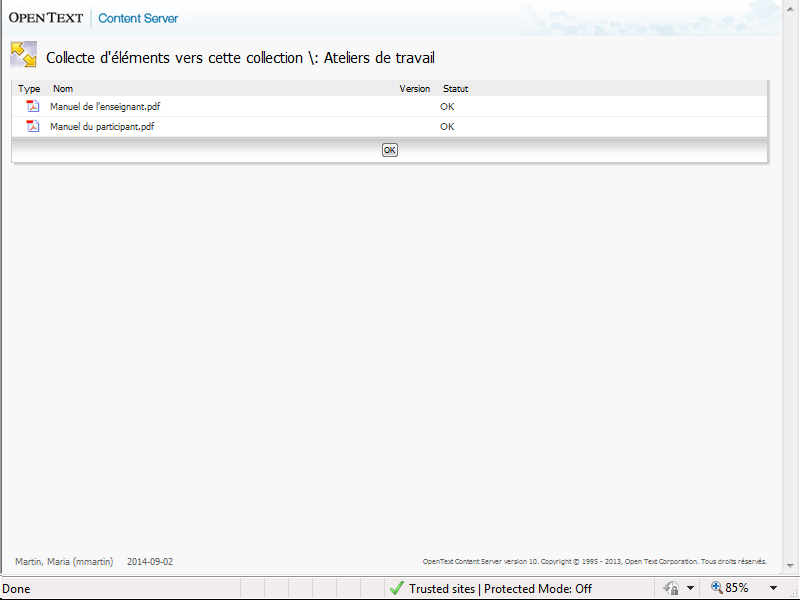 OPENTEXT | Content Server
Collecte d'éléments vers cette collection \: Ateliers de travail
Type Nom Version Statut
Manuel de l'enseignant.pdf OK
Manuel du participant.pdf OK
OK
Martin, Maria (mmartin) 2014-09-02 OpenText Content Server version 10. Copyright © 1995 - 2013, Open Text Corporation. Tous droits réservés.
Done Trusted sites | Protected Mode: Off 85%